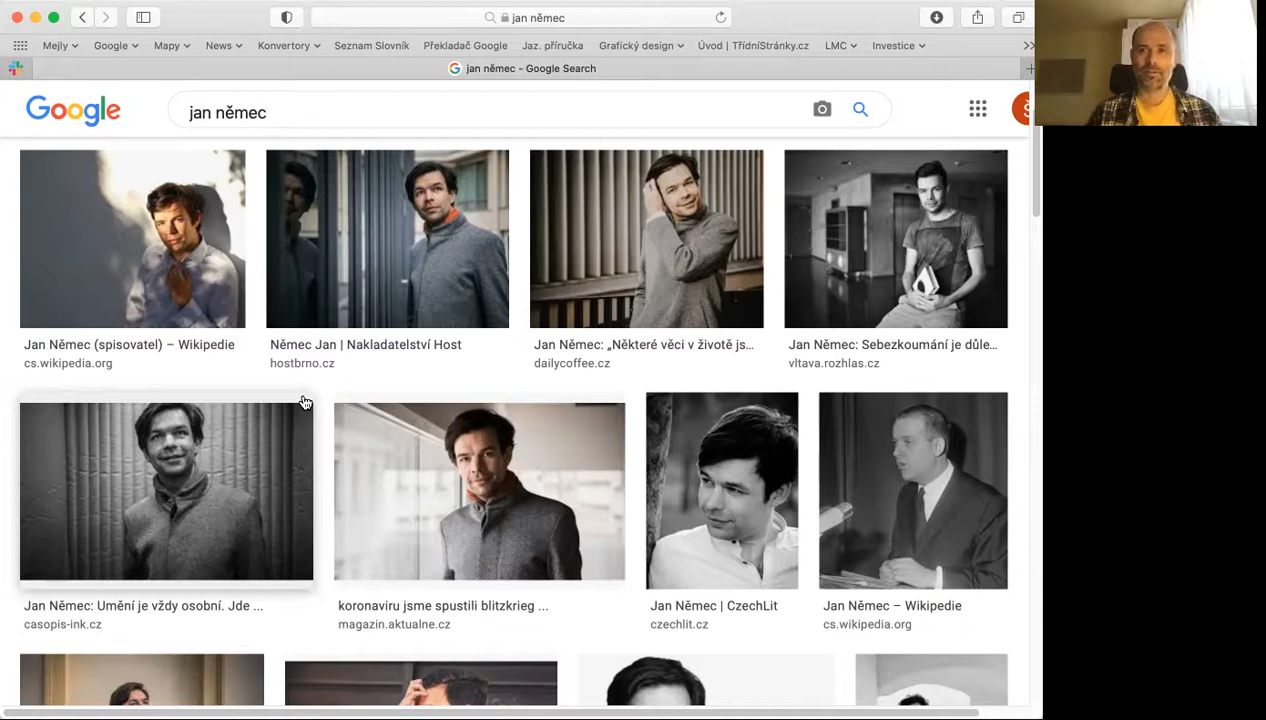 jan němec
Mejly
Google
Mapy
News
Konvertory
Seznam Slovník
Překladač Google
Jaz. příručka
Grafický design
Úvod | TřídníStránky.cz
LMC
Investice
jan němec - Google Search
Google
jan němec
Š
Jan Němec (spisovatel) – Wikipedie
cs.wikipedia.org
Němec Jan | Nakladatelství Host
hostbrno.cz
Jan Němec: „Některé věci v životě js...
dailycoffee.cz
Jan Němec: Sebezkoumání je důle...
vltava.rozhlas.cz
Jan Němec: Umění je vždy osobní. Jde ...
casopis-ink.cz
koronaviru jsme spustili blitzkrieg ...
magazin.aktualne.cz
Jan Němec | CzechLit
czechlit.cz
Jan Němec – Wikipedie
cs.wikipedia.org